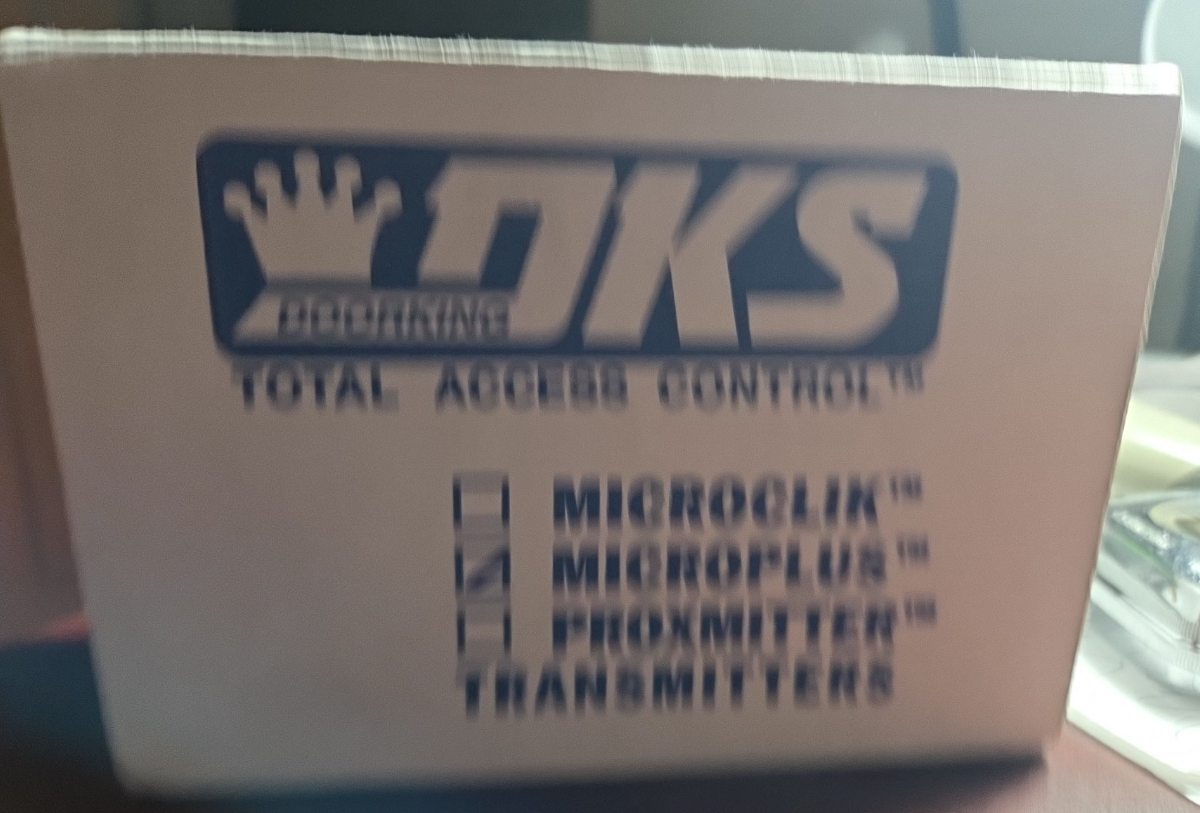 DKS
DOORKING
TOTAL ACCESS CONTROL™
MICROCLIK™
MICROPLUS™
PROXMITTER™
TRANSMITTERS